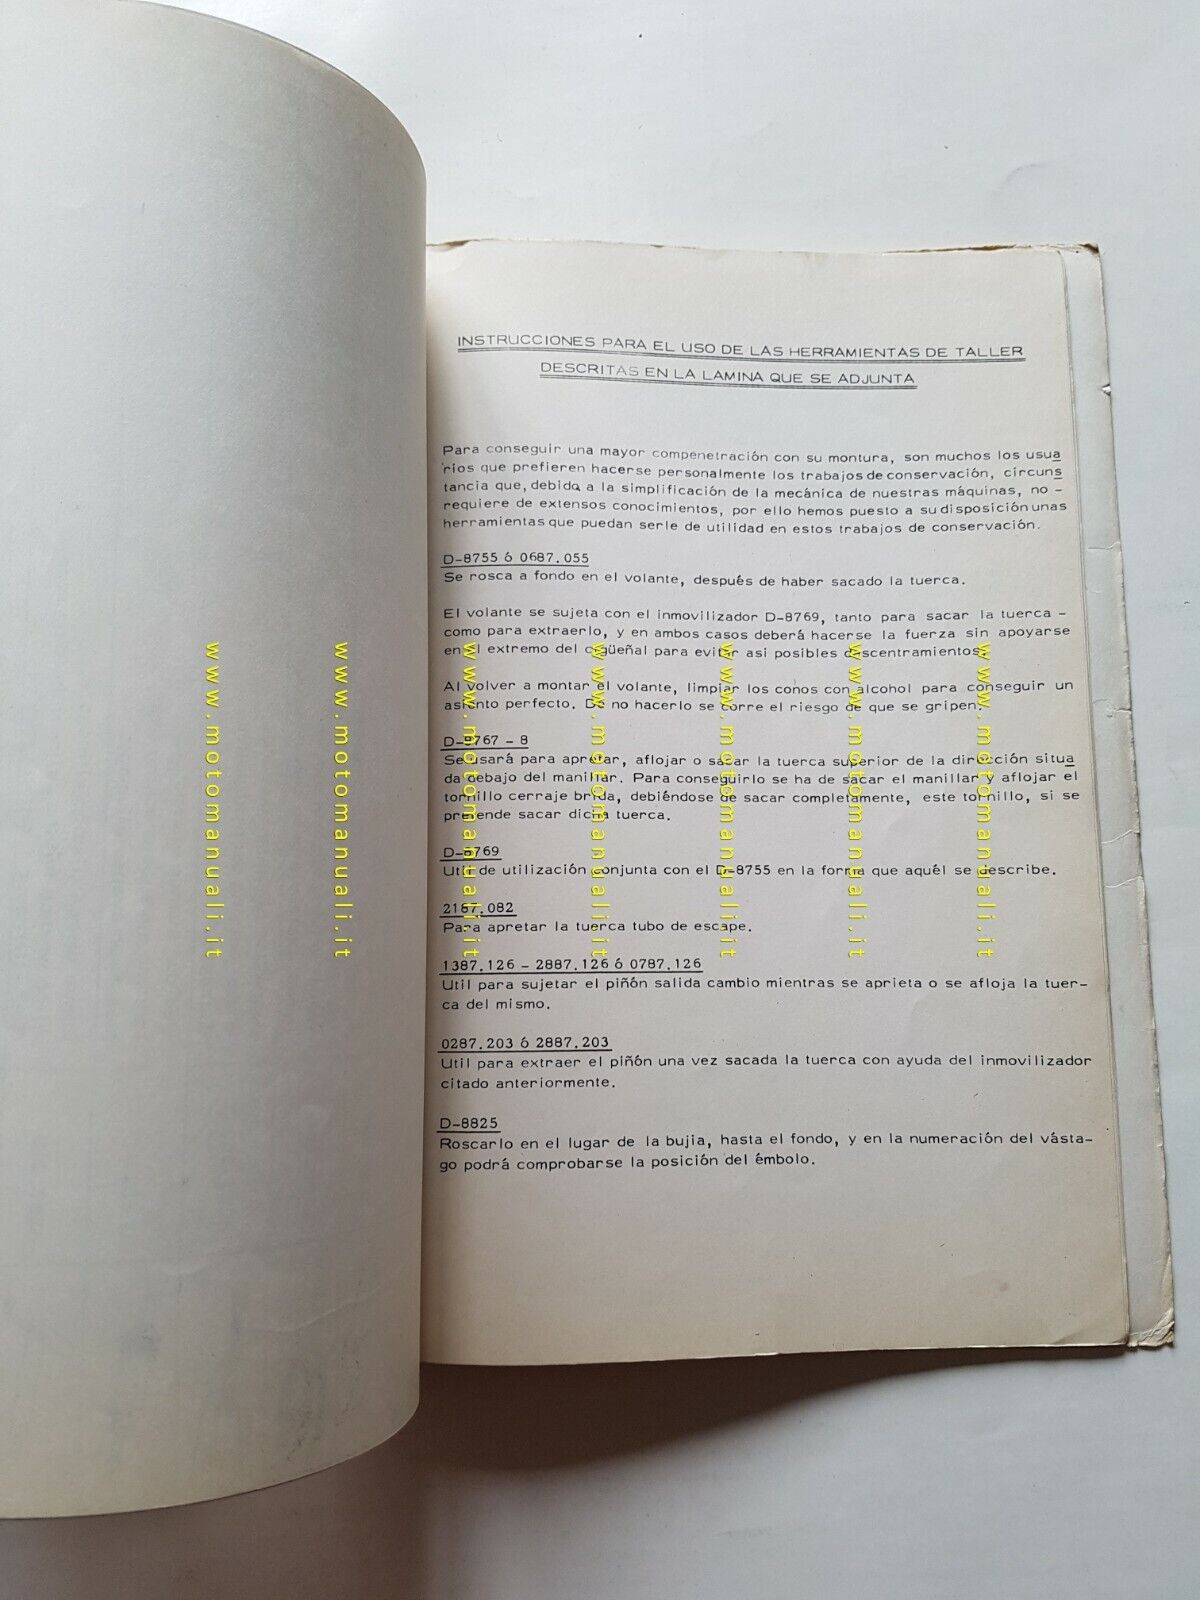 INSTRUCCIONES PARA EL USO DE LAS HERRAMIENTAS DE TALLER
DESCRITAS EN LA LAMINA QUE SE ADJUNTA
Para conseguir una mayor compenetración con su montura, son muchos los usua
rios que prefieren hacerse personalmente los trabajos de conservación, circuns
tancia que, debido a la simplificación de la mecánica de nuestras máquinas, no -
requiere de extensos conocimientos, por ello hemos puesto a su disposición unas
herramientas que puedan serle de utilidad en estos trabajos de conservación.
D-8755 ó 0687.055
Se rosca a fondo en el volante, después de haber sacado la tuerca.
El volante se sujeta con el inmovilizador D-8769, tanto para sacar la tuerca -
como para extraerlo, y en ambos casos deberá hacerse la fuerza sin apoyarse
en el extremo del cigüeñal para evitar asi posibles descentramientos.
Al volver a montar el volante, limpiar los conos con alcohol para conseguir un
asiento perfecto. De no hacerlo se corre el riesgo de que se gripen.
D-8767 - 8
Se usará para apretar, aflojar o sacar la tuerca superior de la dirección situa
da debajo del manillar. Para conseguirlo se ha de sacar el manillar y aflojar el
tornillo cerraje brida, debiéndose de sacar completamente, este tornillo, si se
pretende sacar dicha tuerca.
D-8769
Util de utilización conjunta con el D-8755 en la forma que aquél se describe.
2187.082
Para apretar la tuerca tubo de escape.
1387.126 - 2887.126 ó 0787.126
Util para sujetar el piñón salida cambio mientras se aprieta o se afloja la tuer-
ca del mismo.
0287.203 ó 2887.203
Util para extraer el piñón una vez sacada la tuerca con ayuda del inmovilizador
citado anteriormente.
D-8825
Roscarlo en el lugar de la bujia, hasta el fondo, y en la numeración del vásta-
go podrá comprobarse la posición del émbolo.
www.motomanuali.it
www.motomanuali.it
www.motomanuali.it
www.motomanuali.it
www.motomanuali.it
www.motomanuali.it
www.motomanuali.it